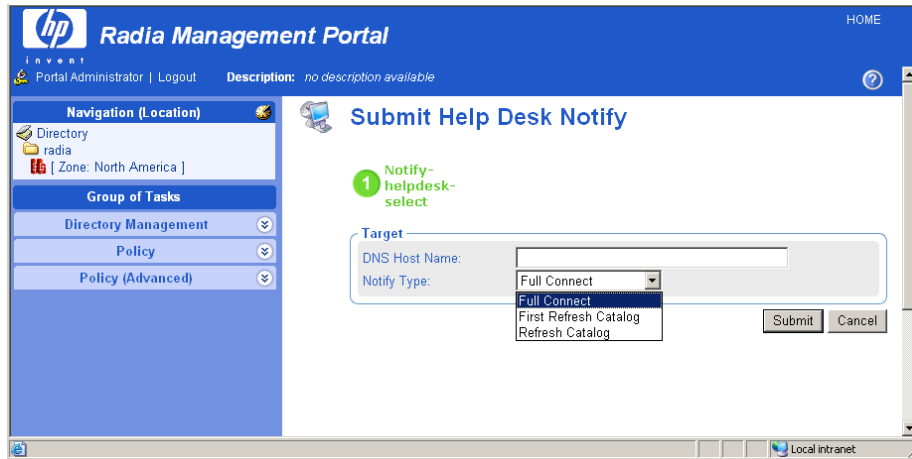 HOME
hp
invent
Radia Management Portal
Portal Administrator | Logout
Description: no description available
?
Navigation (Location)
Directory
radia
[ Zone: North America ]
Group of Tasks
Directory Management
Policy
Policy (Advanced)
Submit Help Desk Notify
1
Notify-
helpdesk-
select
Target
DNS Host Name:
Notify Type:
Full Connect
Full Connect
First Refresh Catalog
Refresh Catalog
Submit
Cancel
Local intranet